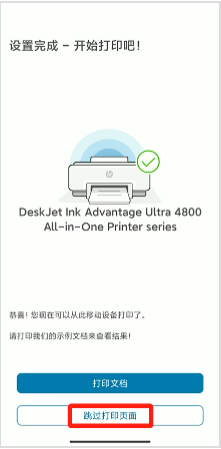 设置完成 – 开始打印吧！
DeskJet Ink Advantage Ultra 4800
All-in-One Printer series
恭喜！您现在可以从此移动设备打印了。
请打印我们的示例文档来查看结果！
打印文档
跳过打印页面